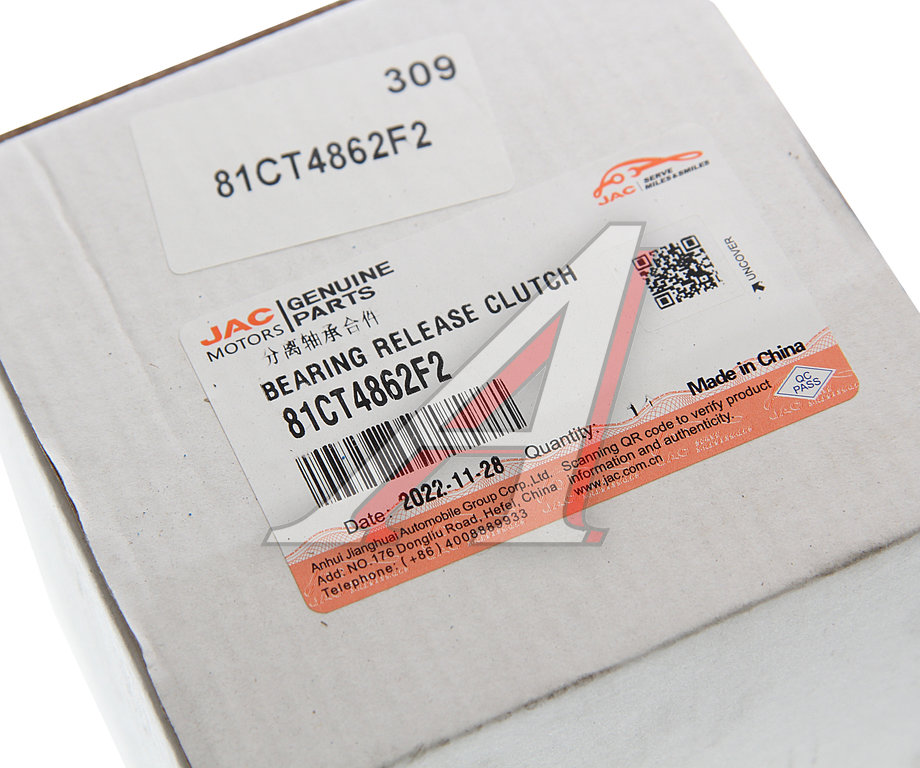 309
81CT4862F2
JAC | SERVE
MILES & SMILES
UNCOVER
JAC
MOTORS
GENUINE
PARTS
分离轴承合件
BEARING RELEASE CLUTCH
81CT4862F2
Date: 2022-11-28
Quantity:
Made in China
QC
PASS
Anhui Jianghuai Automobile Group Corp.,Ltd.
Add: NO.176 Dongliu Road, Hefei, China
Telephone: (+86) 4008889933
Scanning QR code to verify product
information and authenticity.
www.jac.com.cn